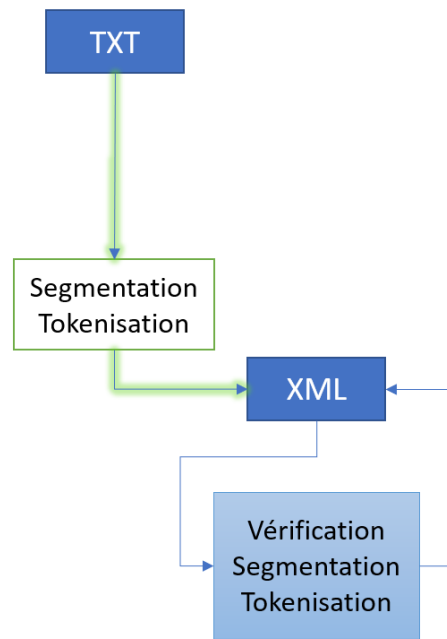 TXT
Segmentation
Tokenisation
XML
Vérification
Segmentation
Tokenisation